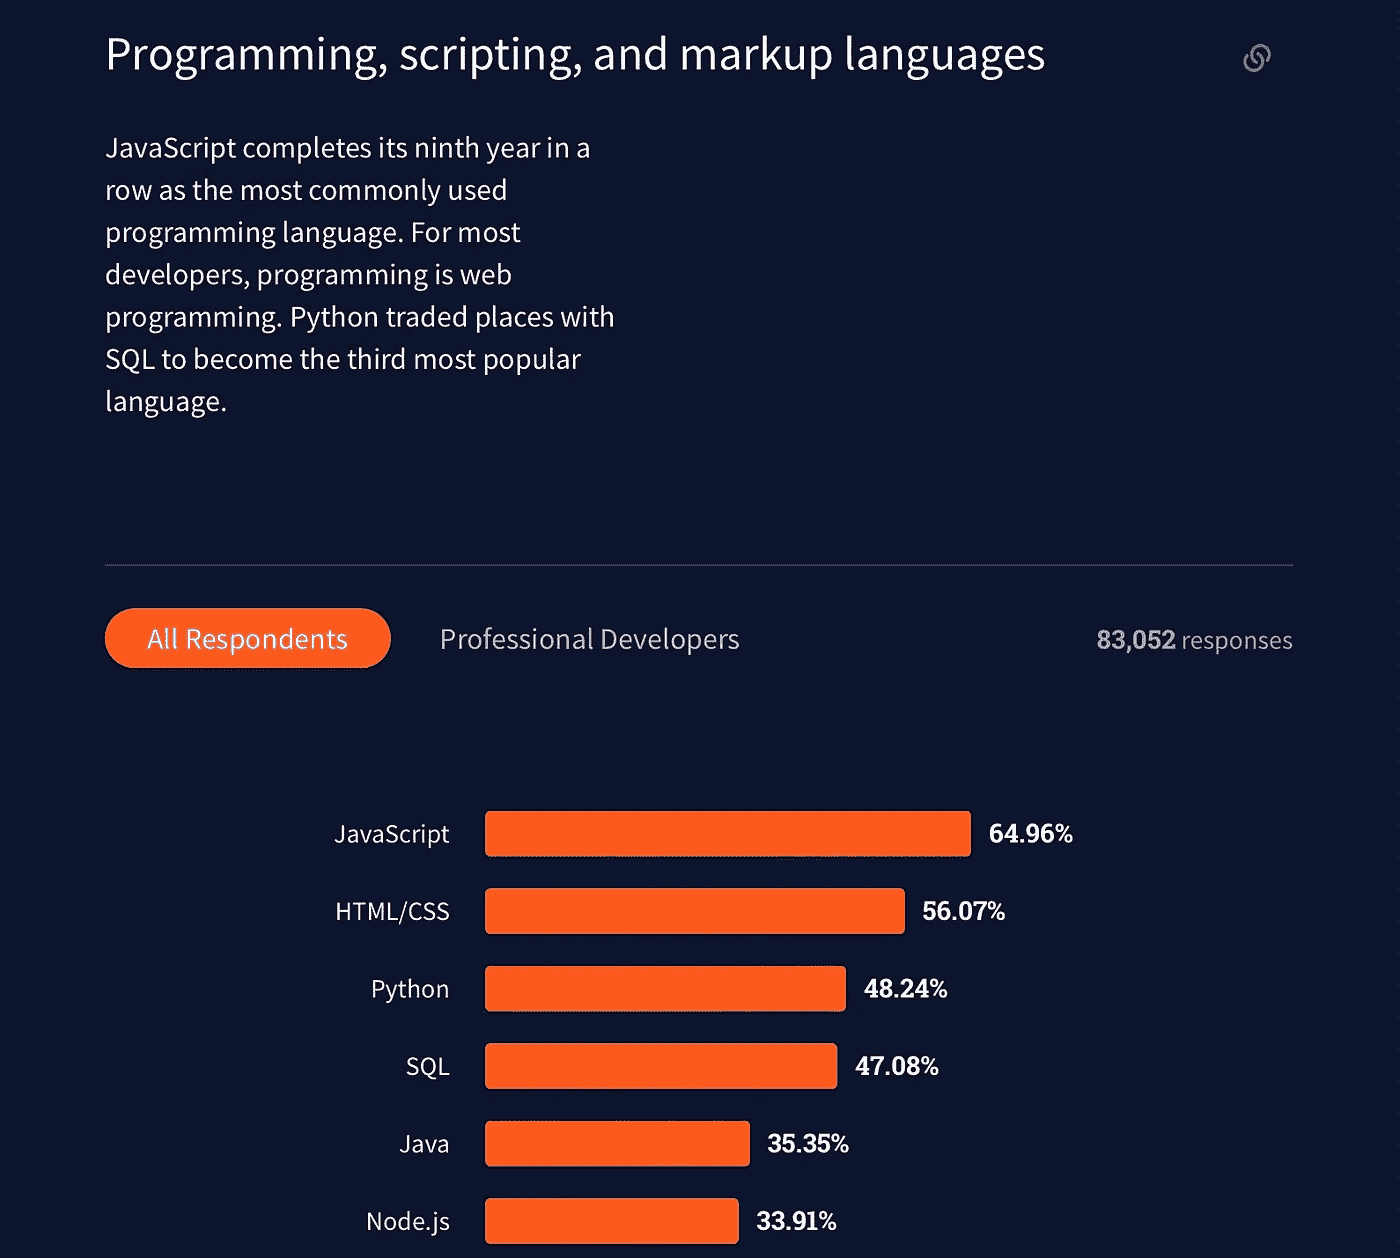 Programming, scripting, and markup languages
JavaScript completes its ninth year in a
row as the most commonly used
programming language. For most
developers, programming is web
programming. Python traded places with
SQL to become the third most popular
language.
All Respondents Professional Developers 83,052 responses
JavaScript 64.96%
HTML/CSS 56.07%
Python 48.24%
SQL 47.08%
Java 35.35%
Node.js 33.91%